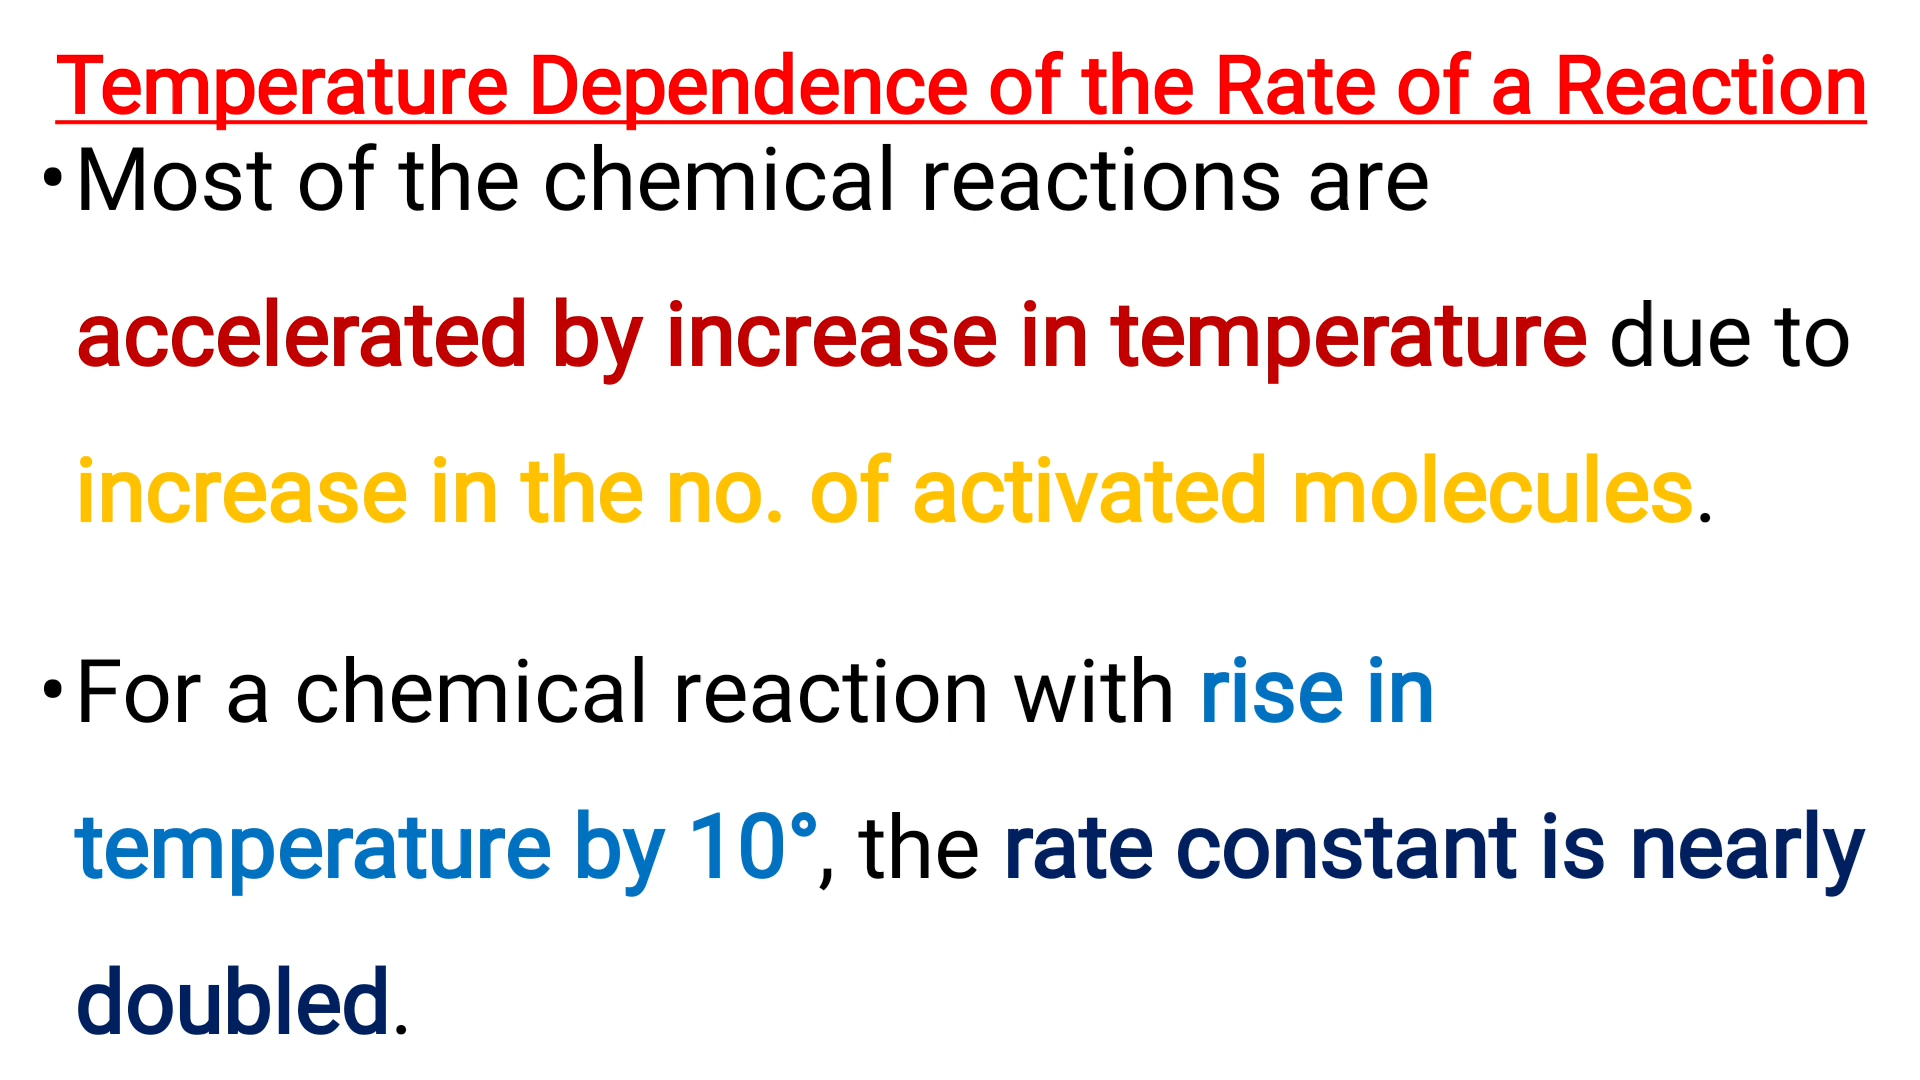 Temperature Dependence of the Rate of a Reaction
•Most of the chemical reactions are
accelerated by increase in temperature due to
increase in the no. of activated molecules.
•For a chemical reaction with rise in
temperature by 10°, the rate constant is nearly
doubled.